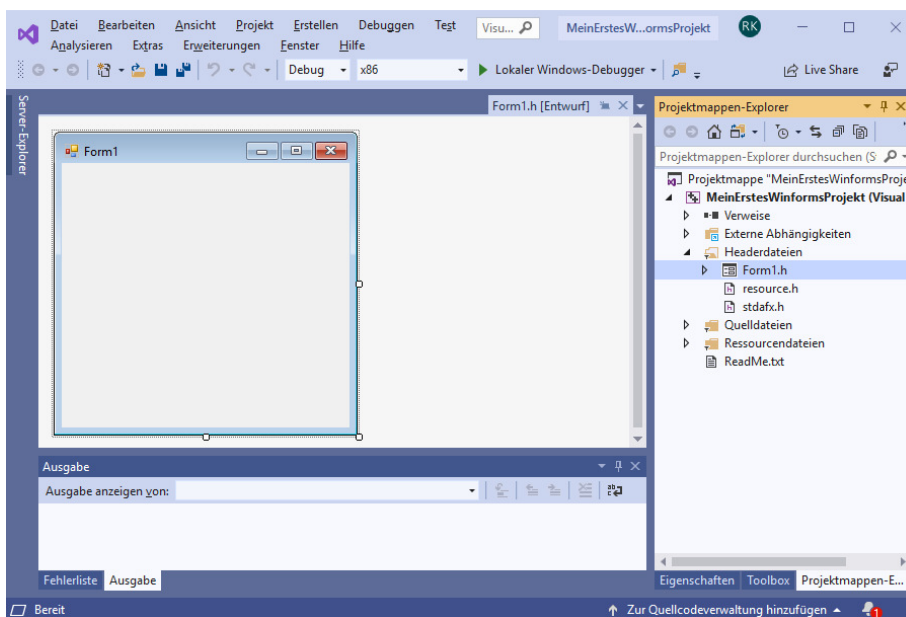 Datei Bearbeiten Ansicht Projekt Erstellen Debuggen Test Visu... MeinErstesW...ormsProjekt RK
Analysieren Extras Erweiterungen Fenster Hilfe
Debug x86 Lokaler Windows-Debugger Live Share
Server-Explorer
Form1.h [Entwurf]
Form1
Ausgabe
Ausgabe anzeigen von:
Fehlerliste Ausgabe
Projektmappen-Explorer
Projektmappen-Explorer durchsuchen (S
Projektmappe "MeinErstesWinformsProje
MeinErstesWinformsProjekt (Visual
Verweise
Externe Abhängigkeiten
Headerdateien
Form1.h
resource.h
stdafx.h
Quelldateien
Ressourcendateien
ReadMe.txt
Eigenschaften Toolbox Projektmappen-E...
Bereit Zur Quellcodeverwaltung hinzufügen 1